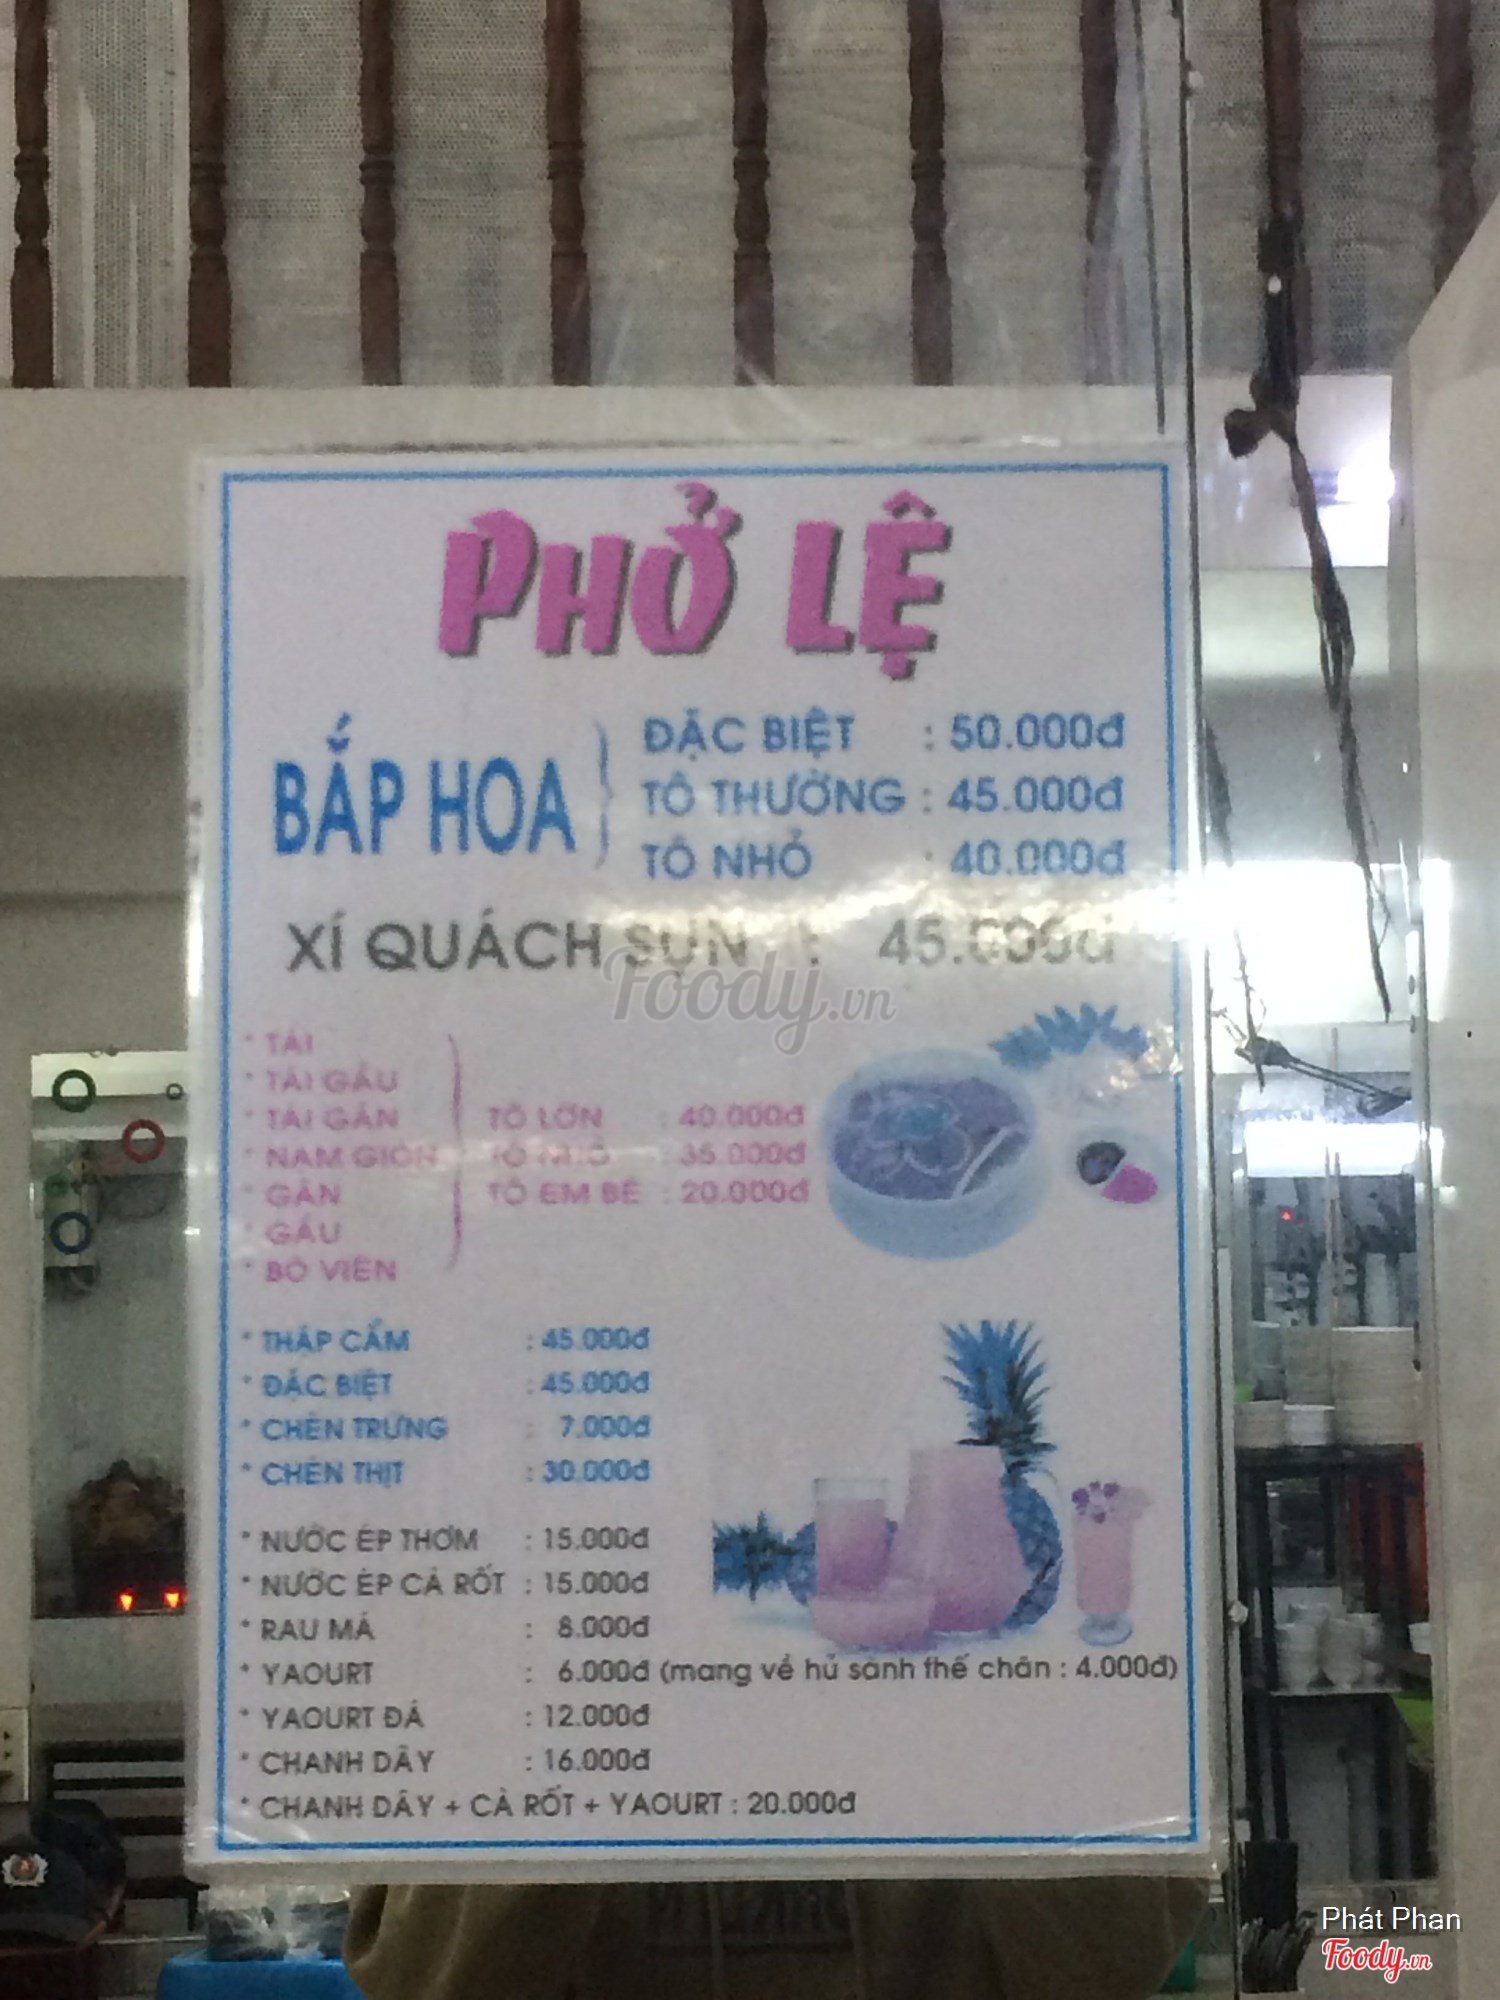 PHỞ LỆ
BẮP HOA
ĐẶC BIỆT : 50.000đ
TÔ THƯỜNG : 45.000đ
TÔ NHỎ : 40.000đ
XÍ QUÁCH SỤN : 45.000đ
Foody.vn
* TÁI
* TÁI GẦU
* TÁI GÂN
* NẠM GIÒN
* GÂN
* GẦU
* BÒ VIÊN
TÔ LỚN : 40.000đ
TÔ NHỎ : 35.000đ
TÔ EM BÉ : 20.000đ
* THẬP CẨM : 45.000đ
* ĐẶC BIỆT : 45.000đ
* CHÉN TRỨNG : 7.000đ
* CHÉN THỊT : 30.000đ
* NƯỚC ÉP THƠM : 15.000đ
* NƯỚC ÉP CÀ RỐT : 15.000đ
* RAU MÁ : 8.000đ
* YAOURT : 6.000đ (mang về hủ sành thế chân : 4.000đ)
* YAOURT ĐÁ : 12.000đ
* CHANH DÂY : 16.000đ
* CHANH DÂY + CÀ RỐT + YAOURT : 20.000đ
Phát Phan
Foody.vn